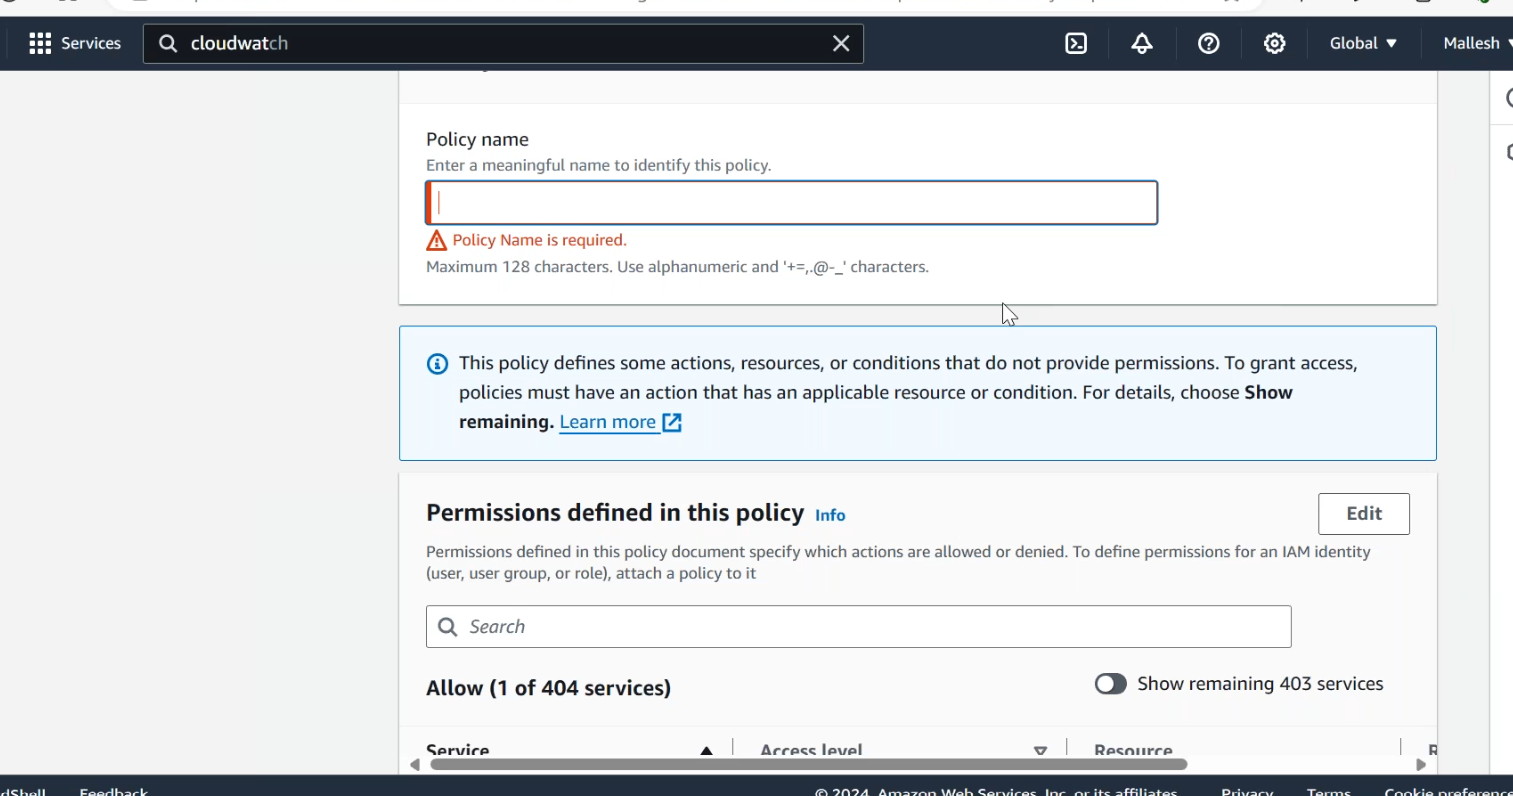 Services
cloudwatch
Global
Mallesh
Policy name
Enter a meaningful name to identify this policy.
Policy Name is required.
Maximum 128 characters. Use alphanumeric and '+=,.@-_' characters.
This policy defines some actions, resources, or conditions that do not provide permissions. To grant access,
policies must have an action that has an applicable resource or condition. For details, choose Show
remaining. Learn more
Permissions defined in this policy Info
Edit
Permissions defined in this policy document specify which actions are allowed or denied. To define permissions for an IAM identity
(user, user group, or role), attach a policy to it
Search
Allow (1 of 404 services)
Show remaining 403 services
Service
Access level
Resource
R
dShell
Feedback
© 2024, Amazon Web Services, Inc. or its affiliates.
Privacy
Terms
Cookie preference